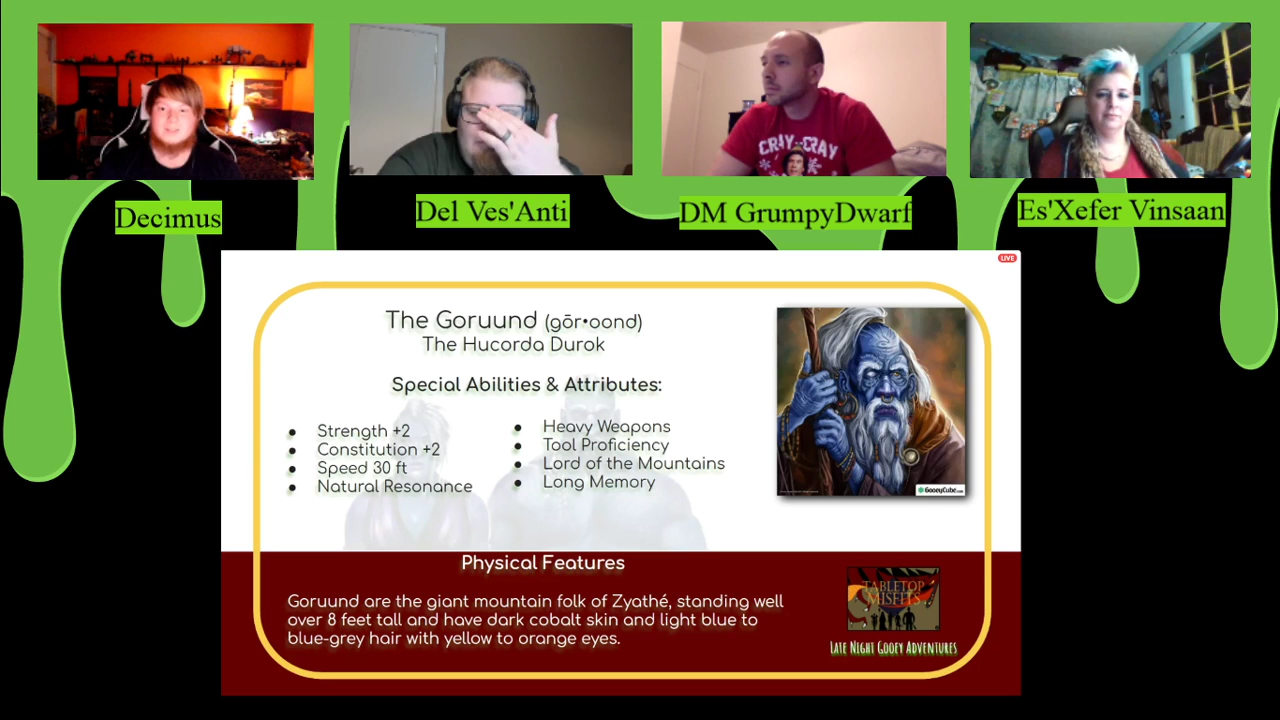 Decimus
Del Ves'Anti
DM GrumpyDwarf
Es'Xefer Vinsaan
CRAY-CRAY
LIVE
The Goruund (gōr•oond)
The Hucorda Durok
Special Abilities & Attributes:
● Strength +2
● Constitution +2
● Speed 30 ft
● Natural Resonance
● Heavy Weapons
● Tool Proficiency
● Lord of the Mountains
● Long Memory
GooeyCube.com
Physical Features
Goruund are the giant mountain folk of Zyathé, standing well
over 8 feet tall and have dark cobalt skin and light blue to
blue-grey hair with yellow to orange eyes.
TABLETOP
MISFITS
LATE NIGHT GOOEY ADVENTURES